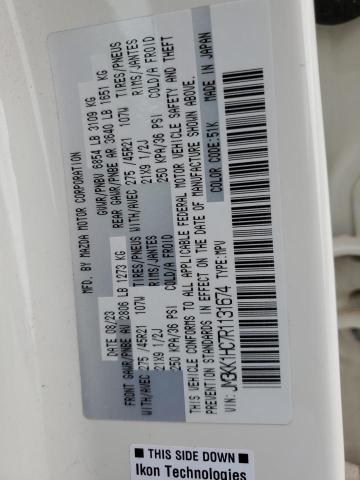 MFD. BY MAZDA MOTOR CORPORATION
08/23 GVWR/PNBV 6854 LB 3109 KG
FRONT GAWR/PNBE AV 2806 LB 1273 KG REAR GAWR/PNBE AR 3640 LB 1651 KG
WITH/AVEC 275 /45R21 107W TIRES/PNEUS WITH/AVEC 275 /45R21 107W TIRES/PNEUS
21X9 1/2J RIMS/JANTES 21X9 1/2J RIMS/JANTES
250 KPA/36 PSI COLD/A FROID 250 KPA/36 PSI COLD/A FROID
THIS VEHICLE CONFORMS TO ALL APPLICABLE FEDERAL MOTOR VEHICLE SAFETY AND THEFT
PREVENTION STANDARDS IN EFFECT ON THE DATE OF MANUFACTURE SHOWN ABOVE.
VIN: JM3KK1HC7R1131674 TYPE:MPV COLOR CODE:51K MADE IN JAPAN
THIS SIDE DOWN
Ikon Technologies